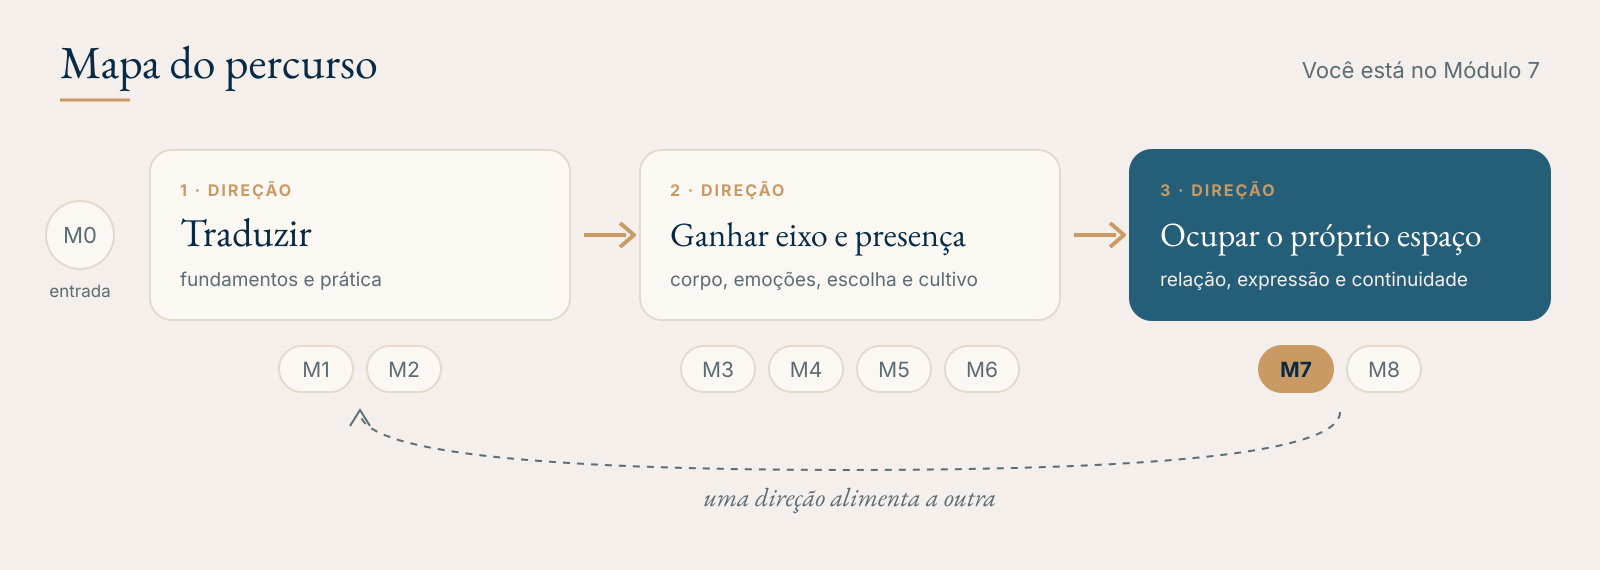 Mapa do percurso
Você está no Módulo 7
M0
entrada
1 · DIREÇÃO
Traduzir
fundamentos e prática
2 · DIREÇÃO
Ganhar eixo e presença
corpo, emoções, escolha e cultivo
3 · DIREÇÃO
Ocupar o próprio espaço
relação, expressão e continuidade
M1 M2
M3 M4 M5 M6
M7 M8
uma direção alimenta a outra